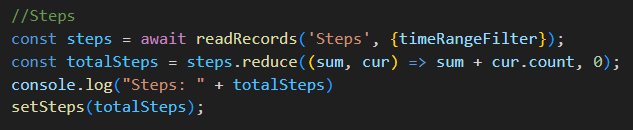 //Steps
const steps = await readRecords('Steps', {timeRangeFilter});
const totalSteps = steps.reduce((sum, cur) => sum + cur.count, 0);
console.log("Steps: " + totalSteps)
setSteps(totalSteps);